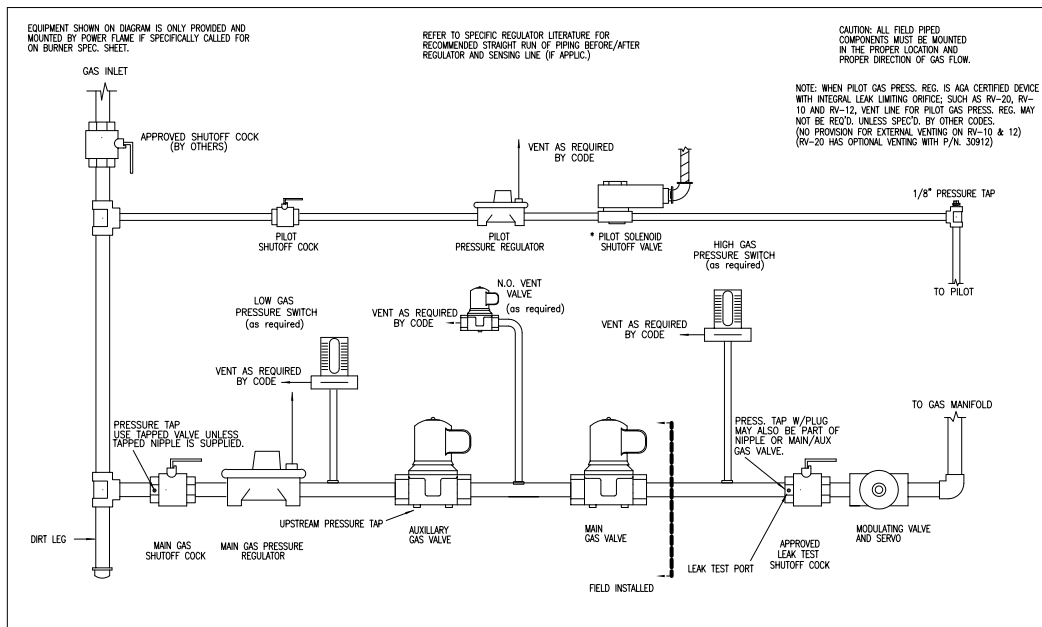 EQUIPMENT SHOWN ON DIAGRAM IS ONLY PROVIDED AND
MOUNTED BY POWER FLAME IF SPECIFICALLY CALLED FOR
ON BURNER SPEC. SHEET.
REFER TO SPECIFIC REGULATOR LITERATURE FOR
RECOMMENDED STRAIGHT RUN OF PIPING BEFORE/AFTER
REGULATOR AND SENSING LINE (IF APPLIC.)
CAUTION: ALL FIELD PIPED
COMPONENTS MUST BE MOUNTED
IN THE PROPER LOCATION AND
PROPER DIRECTION OF GAS FLOW.
NOTE: WHEN PILOT GAS PRESS. REG. IS AGA CERTIFIED DEVICE
WITH INTEGRAL LEAK LIMITING ORIFICE; SUCH AS RV-20, RV-
10 AND RV-12, VENT LINE FOR PILOT GAS PRESS. REG. MAY
NOT BE REQ'D. UNLESS SPEC'D. BY OTHER CODES.
(NO PROVISION FOR EXTERNAL VENTING ON RV-10 & 12)
(RV-20 HAS OPTIONAL VENTING WITH P/N. 30912)
GAS INLET
APPROVED SHUTOFF COCK
(BY OTHERS)
VENT AS REQUIRED
BY CODE
1/8" PRESSURE TAP
PILOT
SHUTOFF COCK
PILOT
PRESSURE REGULATOR
* PILOT SOLENOID
SHUTOFF VALVE
HIGH GAS
PRESSURE SWITCH
(as required)
TO PILOT
LOW GAS
PRESSURE SWITCH
(as required)
N.O. VENT
VALVE
(as required)
VENT AS REQUIRED
BY CODE
VENT AS REQUIRED
BY CODE
VENT AS REQUIRED
BY CODE
TO GAS MANIFOLD
PRESSURE TAP
USE TAPPED VALVE UNLESS
TAPPED NIPPLE IS SUPPLIED.
PRESS. TAP W/PLUG
MAY ALSO BE PART OF
NIPPLE OR MAIN/AUX
GAS VALVE.
UPSTREAM PRESSURE TAP
AUXILLARY
GAS VALVE
MAIN
GAS VALVE
MODULATING VALVE
AND SERVO
DIRT LEG
MAIN GAS
SHUTOFF COCK
MAIN GAS PRESSURE
REGULATOR
APPROVED
LEAK TEST
SHUTOFF COCK
LEAK TEST PORT
FIELD INSTALLED